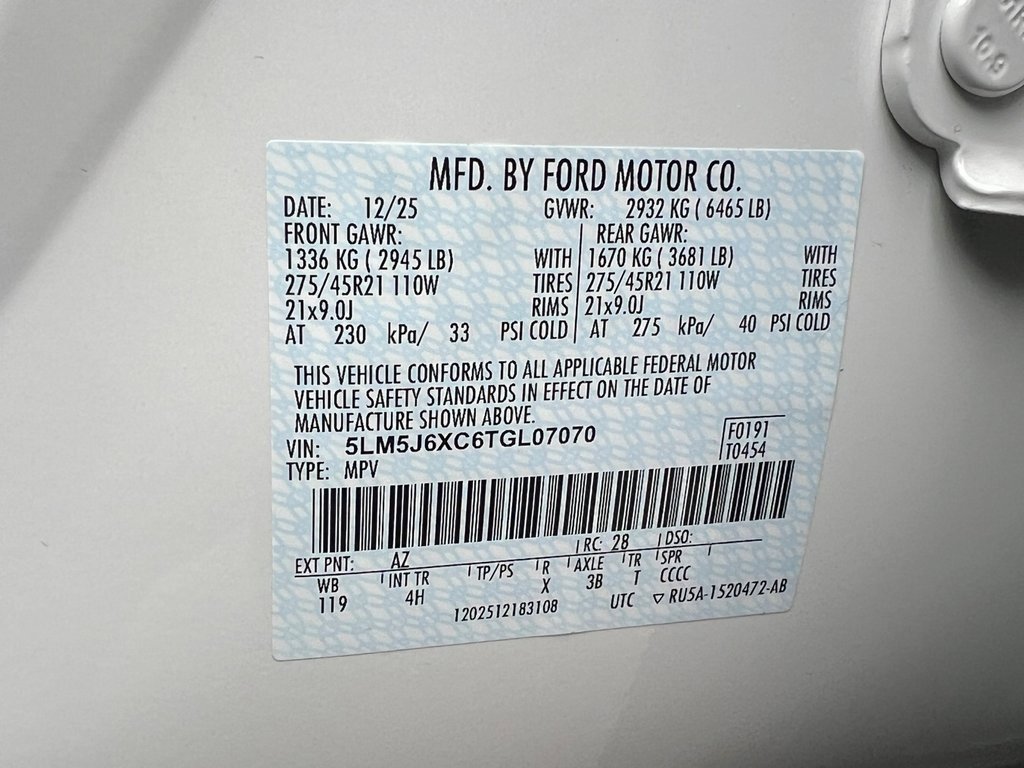 10.9
MFD. BY FORD MOTOR CO.
DATE: 12/25 GVWR: 2932 KG ( 6465 LB)
FRONT GAWR: REAR GAWR:
1336 KG ( 2945 LB) WITH 1670 KG ( 3681 LB) WITH
275/45R21 110W TIRES 275/45R21 110W TIRES
21x9.0J RIMS 21x9.0J RIMS
AT 230 kPa/ 33 PSI COLD AT 275 kPa/ 40 PSI COLD
THIS VEHICLE CONFORMS TO ALL APPLICABLE FEDERAL MOTOR
VEHICLE SAFETY STANDARDS IN EFFECT ON THE DATE OF
MANUFACTURE SHOWN ABOVE.
VIN: 5LM5J6XC6TGL07070 F0191
TYPE: MPV T0454
EXT PNT: AZ RC: 28 DSO:
WB INT TR TP/PS R AXLE TR SPR
119 4H X 3B T CCCC
1202512183108 UTC ▽ RU5A-1520472-AB